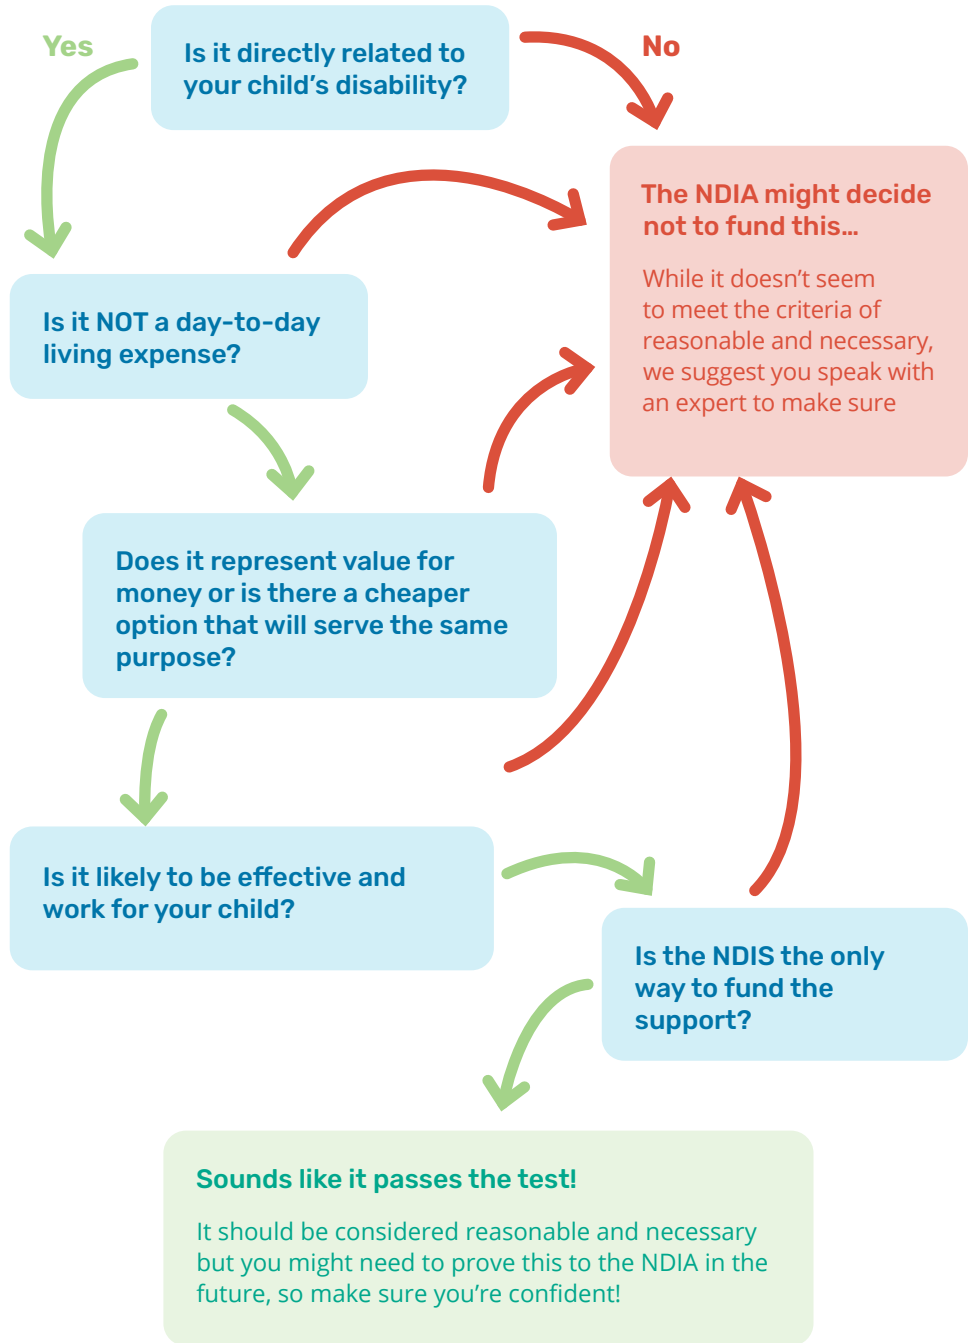 Yes
Is it directly related to
your child’s disability?
No
The NDIA might decide
not to fund this…
While it doesn’t seem
to meet the criteria of
reasonable and necessary,
we suggest you speak with
an expert to make sure
Is it NOT a day-to-day
living expense?
Does it represent value for
money or is there a cheaper
option that will serve the same
purpose?
Is it likely to be effective and
work for your child?
Is the NDIS the only
way to fund the
support?
Sounds like it passes the test!
It should be considered reasonable and necessary
but you might need to prove this to the NDIA in the
future, so make sure you’re confident!